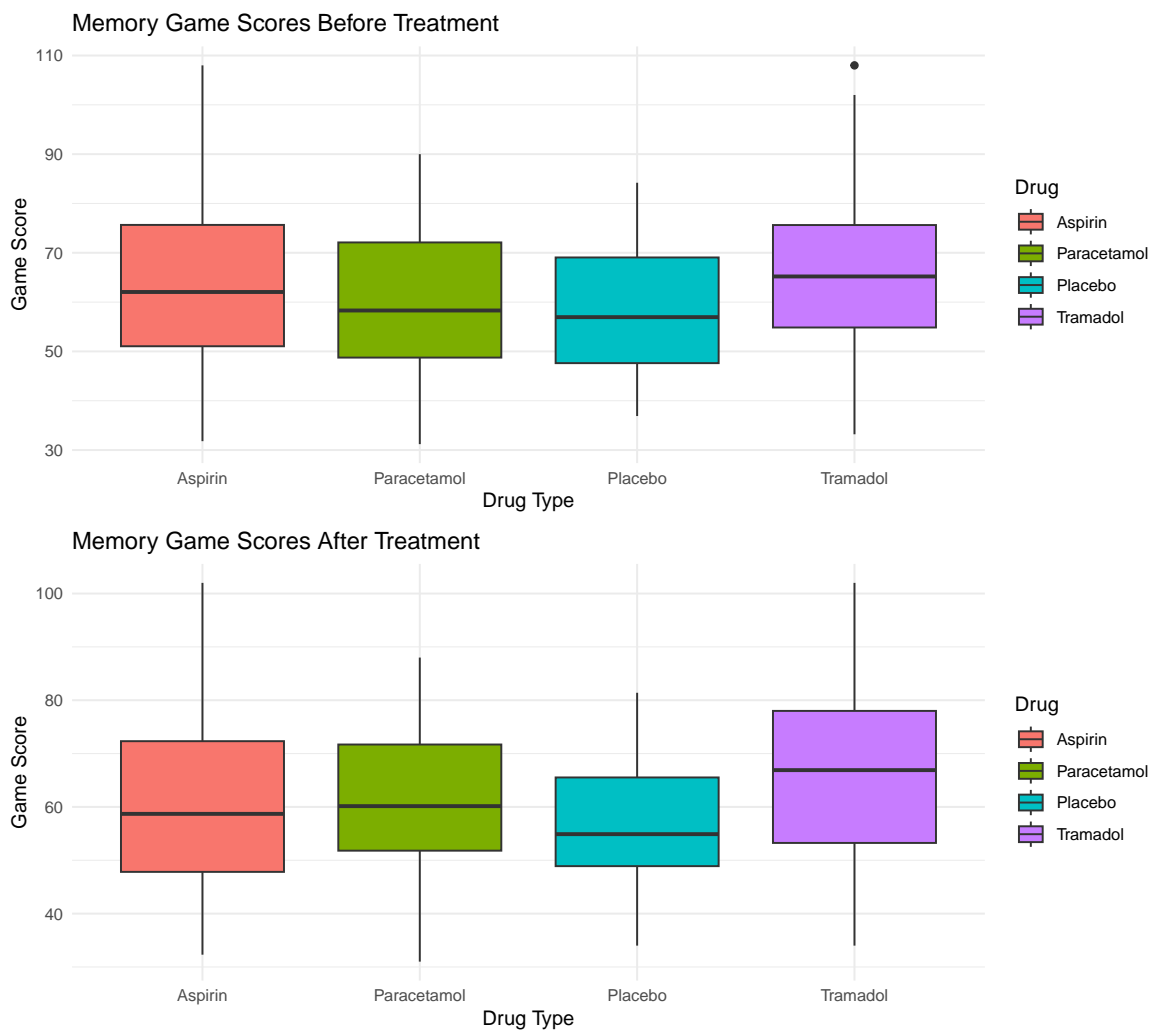 Memory Game Scores Before Treatment
110
90
70
50
30
Game Score
Aspirin Paracetamol Placebo Tramadol
Drug Type
Drug
Aspirin
Paracetamol
Placebo
Tramadol
Memory Game Scores After Treatment
100
80
60
40
Game Score
Aspirin Paracetamol Placebo Tramadol
Drug Type
Drug
Aspirin
Paracetamol
Placebo
Tramadol